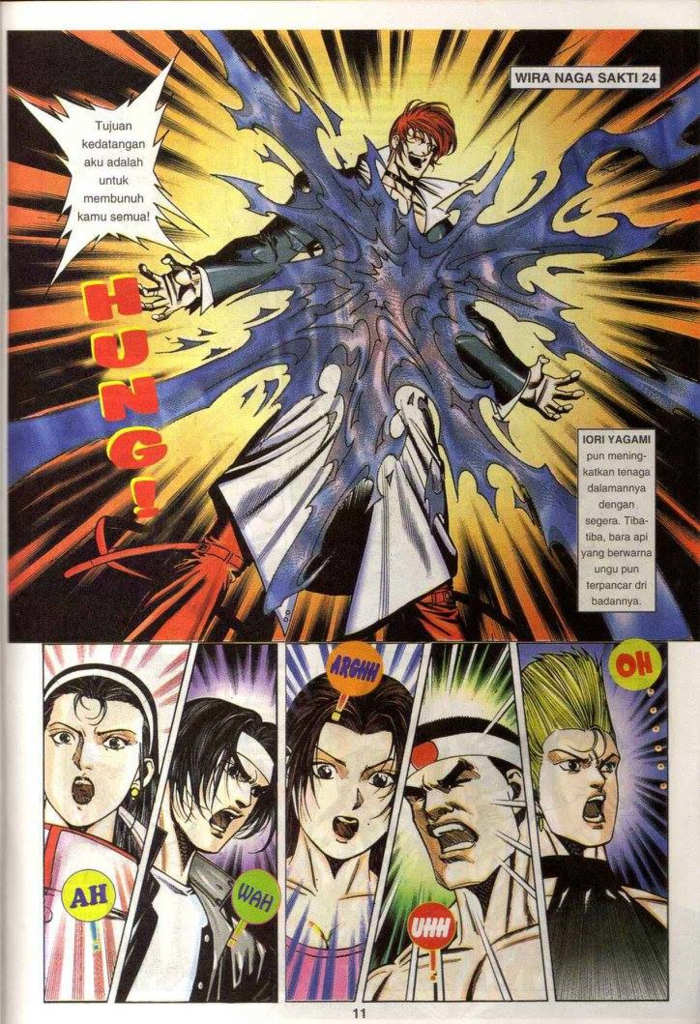 WIRA NAGA SAKTI 24
Tujuan
kedatangan
aku adalah
untuk
membunuh
kamu semua!
HUNG!
IORI YAGAMI
pun mening-
katkan tenaga
dalamannya
dengan
segera. Tiba-
tiba, bara api
yang berwarna
ungu pun
terpancar dri
badannya.
AH
WAH
ARGHH
UHH
OH
11